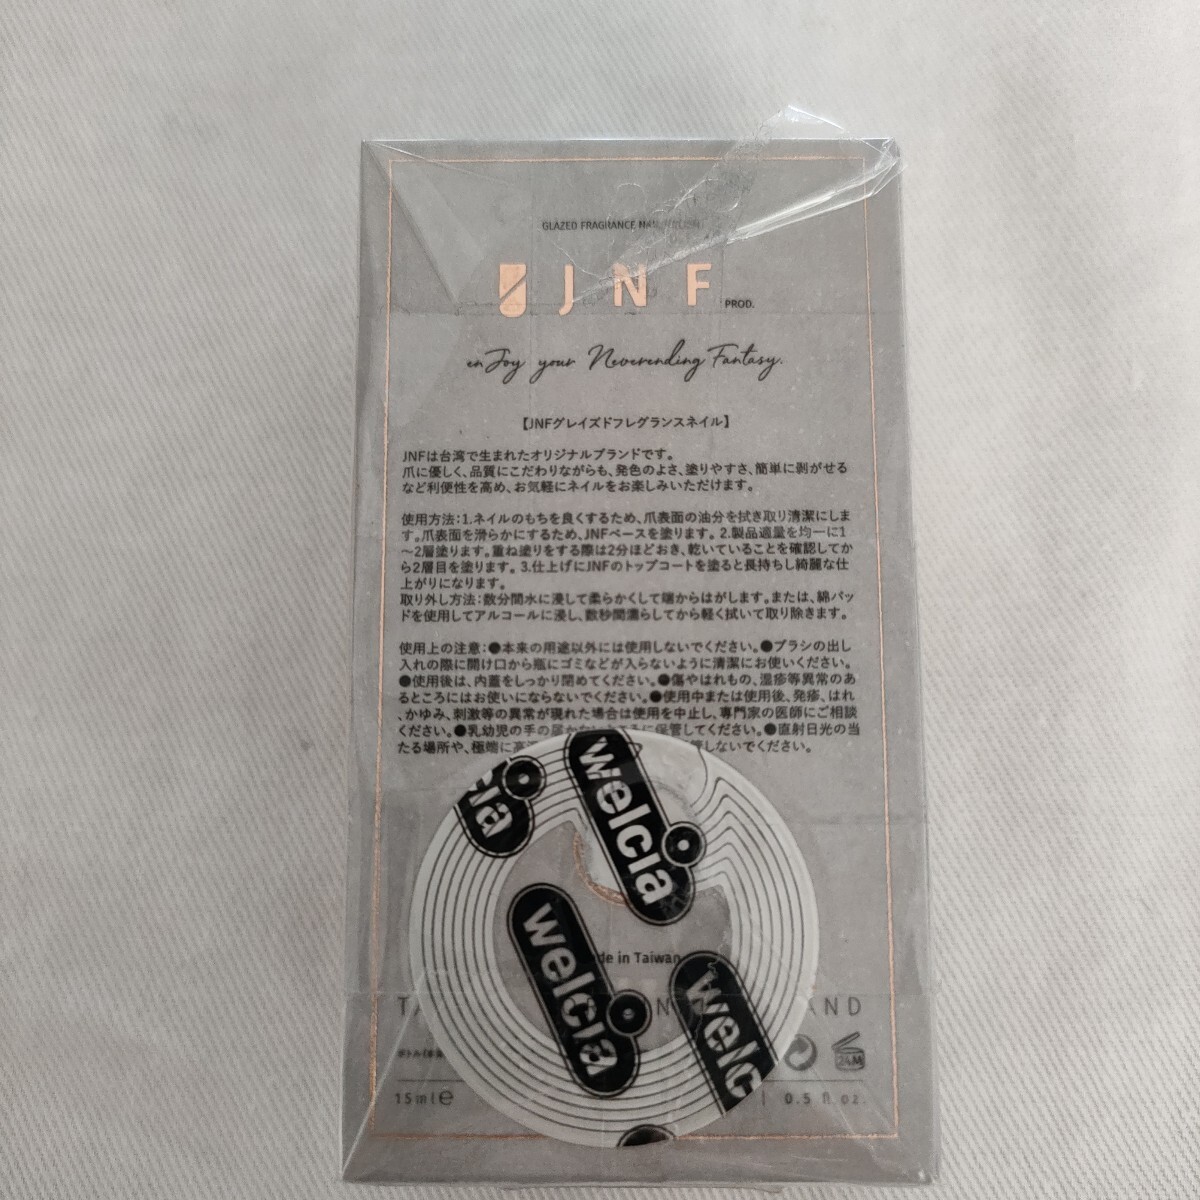 GLAZED FRAGRANCE NAIL POLISH
JNF PROD.
enJoy your Neverending Fantasy.
【JNFグレイズドフレグランスネイル】
JNFは台湾で生まれたオリジナルブランドです。
爪に優しく、品質にこだわりながらも、発色のよさ、塗りやすさ、簡単に剥がせる
など利便性を高め、お気軽にネイルをお楽しみいただけます。
使用方法：1.ネイルのもちを良くするため、爪表面の油分を拭き取り清潔にしま
す。爪表面を滑らかにするため、JNFベースを塗ります。2.製品適量を均一に1
〜2層塗ります。重ね塗りをする際は2分ほどおき、乾いていることを確認してか
ら2層目を塗ります。3.仕上げにJNFのトップコートを塗ると長持ちし綺麗な仕
上がりになります。
取り外し方法：数分間水に浸して柔らかくして端からはがします。または、綿パッ
ドを使用してアルコールに浸し、数秒間濡らしてから軽く拭いて取り除きます。
使用上の注意：●本来の用途以外には使用しないでください。●ブラシの出し
入れの際に開け口から瓶にゴミなどが入らないように清潔にお使いください。
●使用後は、内蓋をしっかり閉めてください。●傷やはれもの、湿疹等異常のあ
るところにはお使いにならないでください。●使用中または使用後、発疹、はれ
、かゆみ、刺激等の異常が現れた場合は使用を中止し、専門家の医師にご相談
ください。●乳幼児の手の届かないところに保管してください。●直射日光の当
たる場所や、極端に高 しないでください。
welcia
cia
welcia
welc
de in Taiwan
AND
ボトル
24M
15ml℮
0.5 fl.oz.